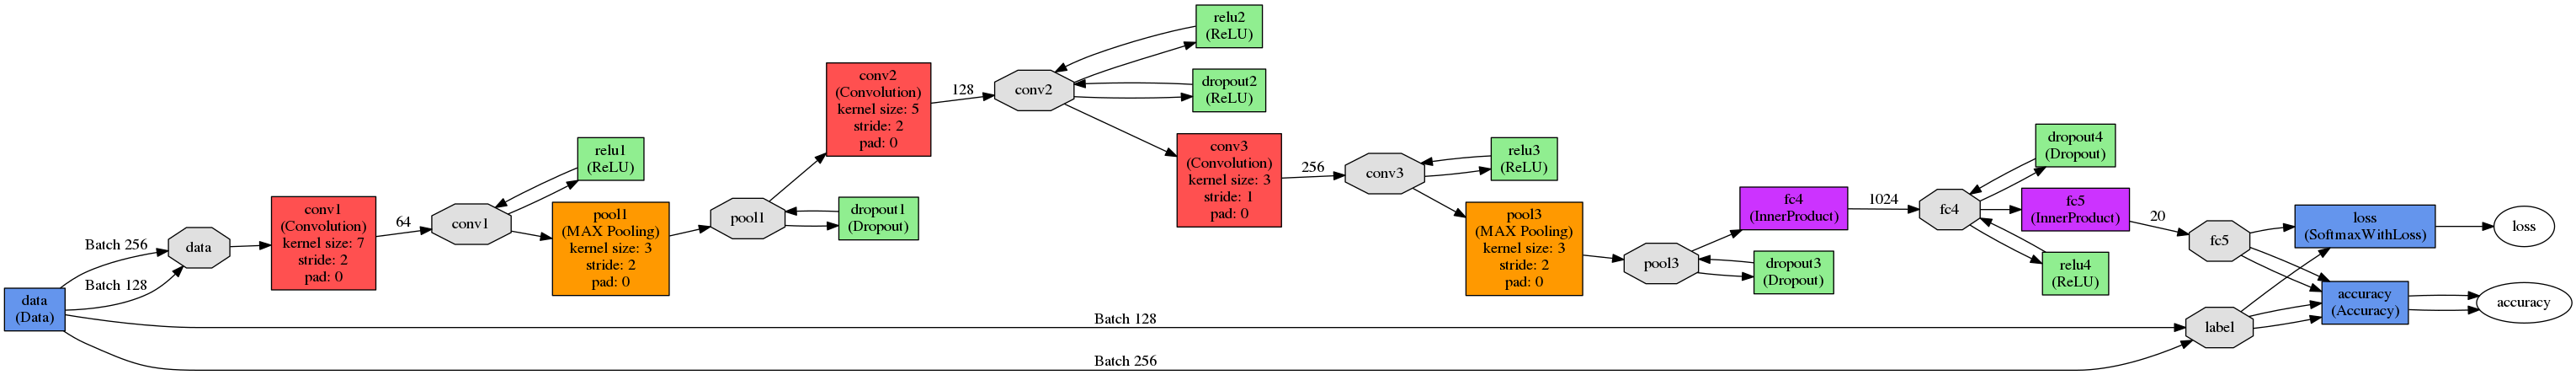 data
(Data)
Batch 256
Batch 128
data
conv1
(Convolution)
kernel size: 7
stride: 2
pad: 0
64
conv1
relu1
(ReLU)
pool1
(MAX Pooling)
kernel size: 3
stride: 2
pad: 0
pool1
dropout1
(Dropout)
conv2
(Convolution)
kernel size: 5
stride: 2
pad: 0
128
conv2
relu2
(ReLU)
dropout2
(ReLU)
conv3
(Convolution)
kernel size: 3
stride: 1
pad: 0
256
conv3
relu3
(ReLU)
pool3
(MAX Pooling)
kernel size: 3
stride: 2
pad: 0
pool3
fc4
(InnerProduct)
dropout3
(Dropout)
1024
fc4
dropout4
(Dropout)
fc5
(InnerProduct)
relu4
(ReLU)
20
fc5
Batch 128
Batch 256
label
loss
(SoftmaxWithLoss)
accuracy
(Accuracy)
loss
accuracy